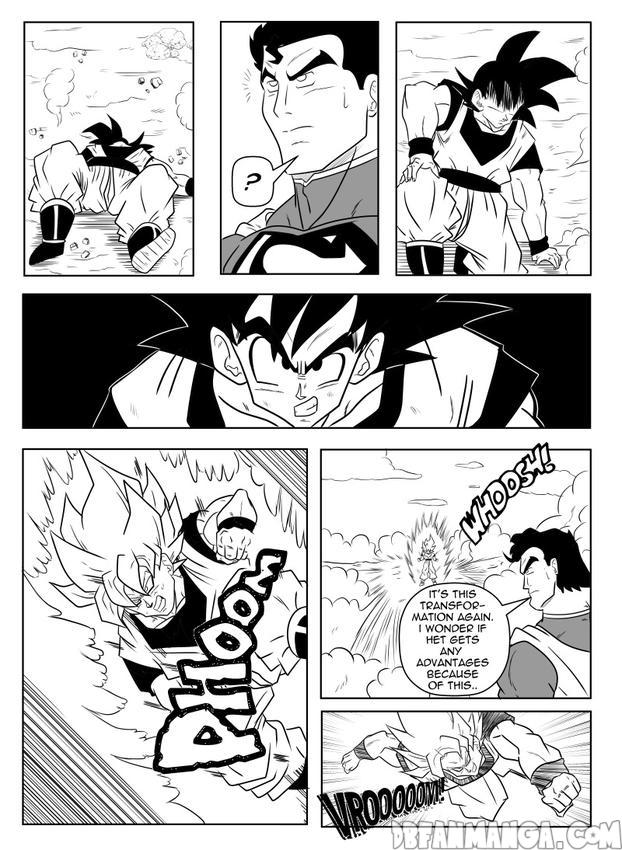 ?
PHOOM
WHOOSH!
IT'S THIS
TRANSFOR-
MATION AGAIN.
I WONDER IF
HET GETS
ANY
ADVANTAGES
BECAUSE
OF THIS..
VROOOOOM!!
DBFANMANGA.COM